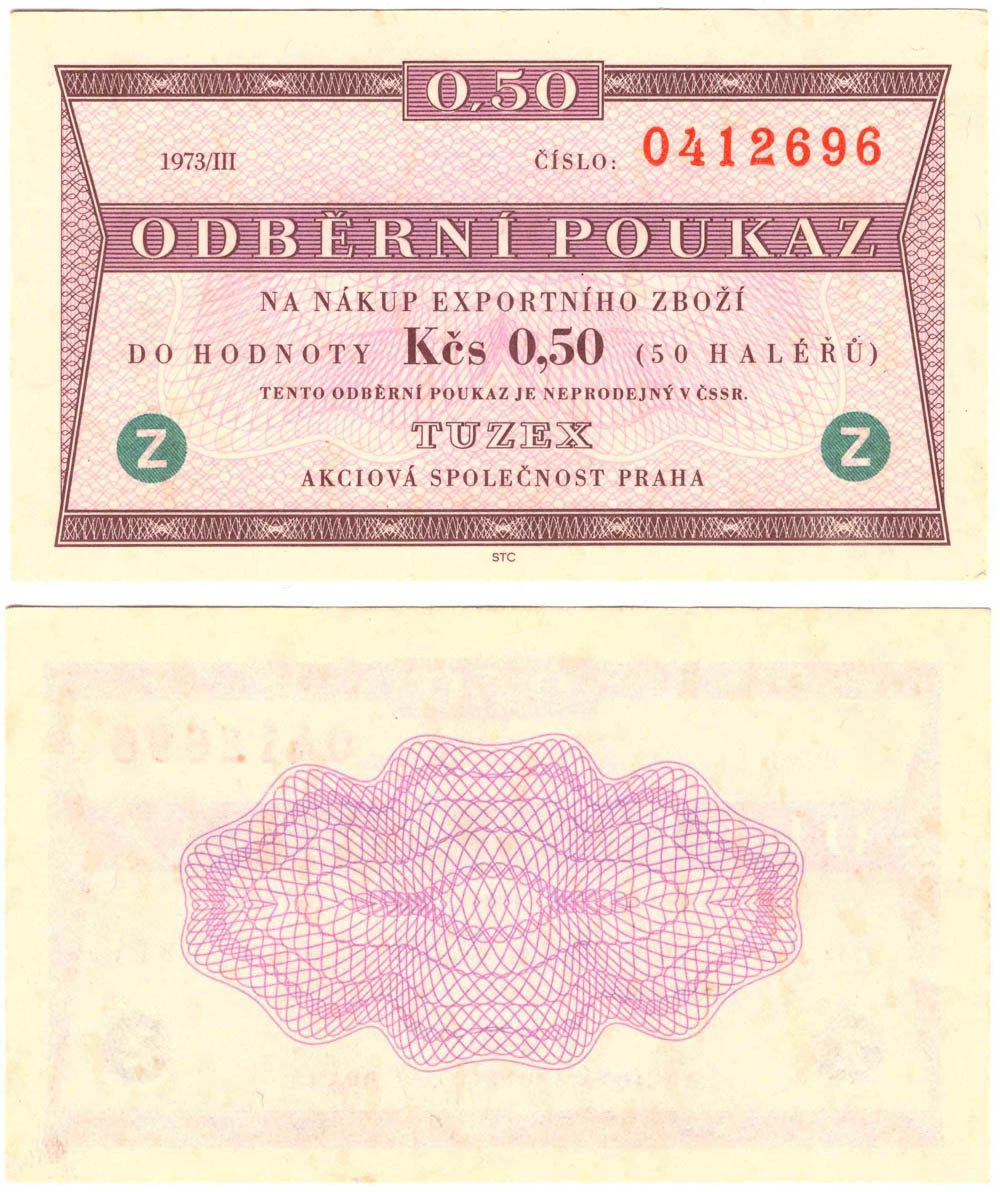 0,50
1973/III ČÍSLO: 0412696
ODBĚRNÍ POUKAZ
NA NÁKUP EXPORTNÍHO ZBOŽÍ
DO HODNOTY Kčs 0,50 (50 HALÉŘŮ)
TENTO ODBĚRNÍ POUKAZ JE NEPRODEJNÝ V ČSSR.
Z TUZEX Z
AKCIOVÁ SPOLEČNOST PRAHA
STC